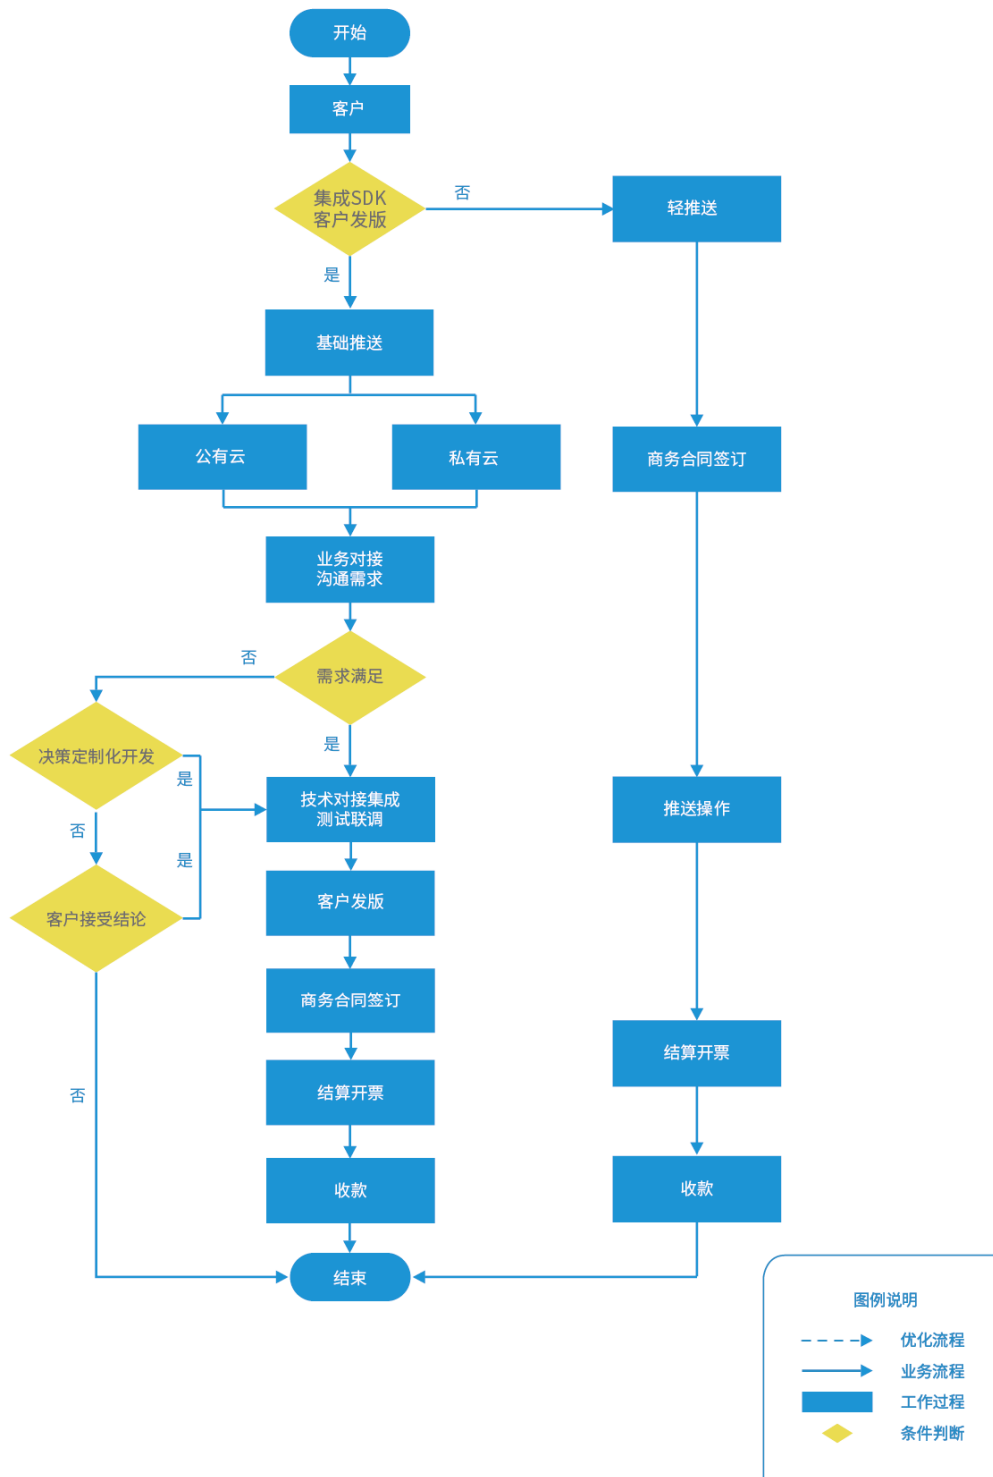 开始
客户
集成SDK
客户发版
否
轻推送
是
基础推送
公有云
私有云
商务合同签订
业务对接
沟通需求
否
需求满足
是
决策定制化开发
是
技术对接集成
测试联调
推送操作
否
是
客户接受结论
客户发版
商务合同签订
结算开票
结算开票
否
收款
收款
结束
图例说明
优化流程
业务流程
工作过程
条件判断